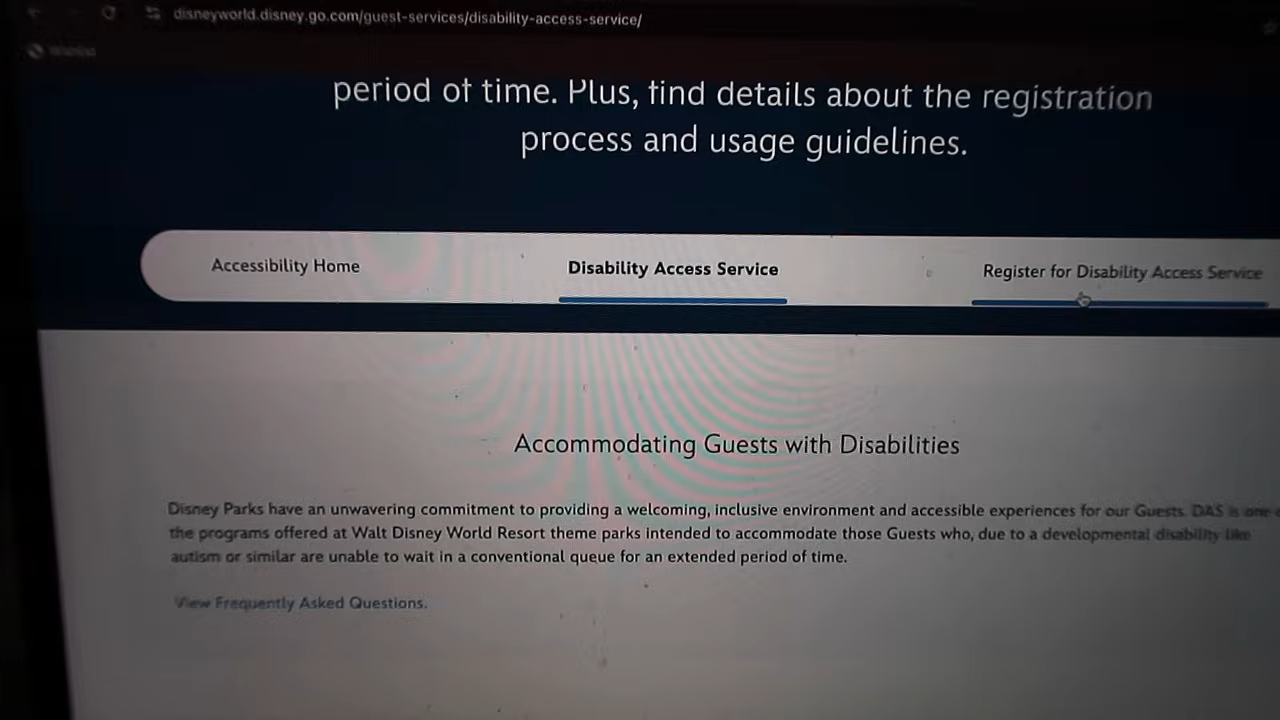 disneyworld.disney.go.com/guest-services/disability-access-service/
period of time. Plus, find details about the registration
process and usage guidelines.
Accessibility Home
Disability Access Service
Register for Disability Access Service
Accommodating Guests with Disabilities
Disney Parks have an unwavering commitment to providing a welcoming, inclusive environment and accessible experiences for our Guests. DAS is one
the programs offered at Walt Disney World Resort theme parks intended to accommodate those Guests who, due to a developmental disability like
autism or similar are unable to wait in a conventional queue for an extended period of time.
View Frequently Asked Questions.